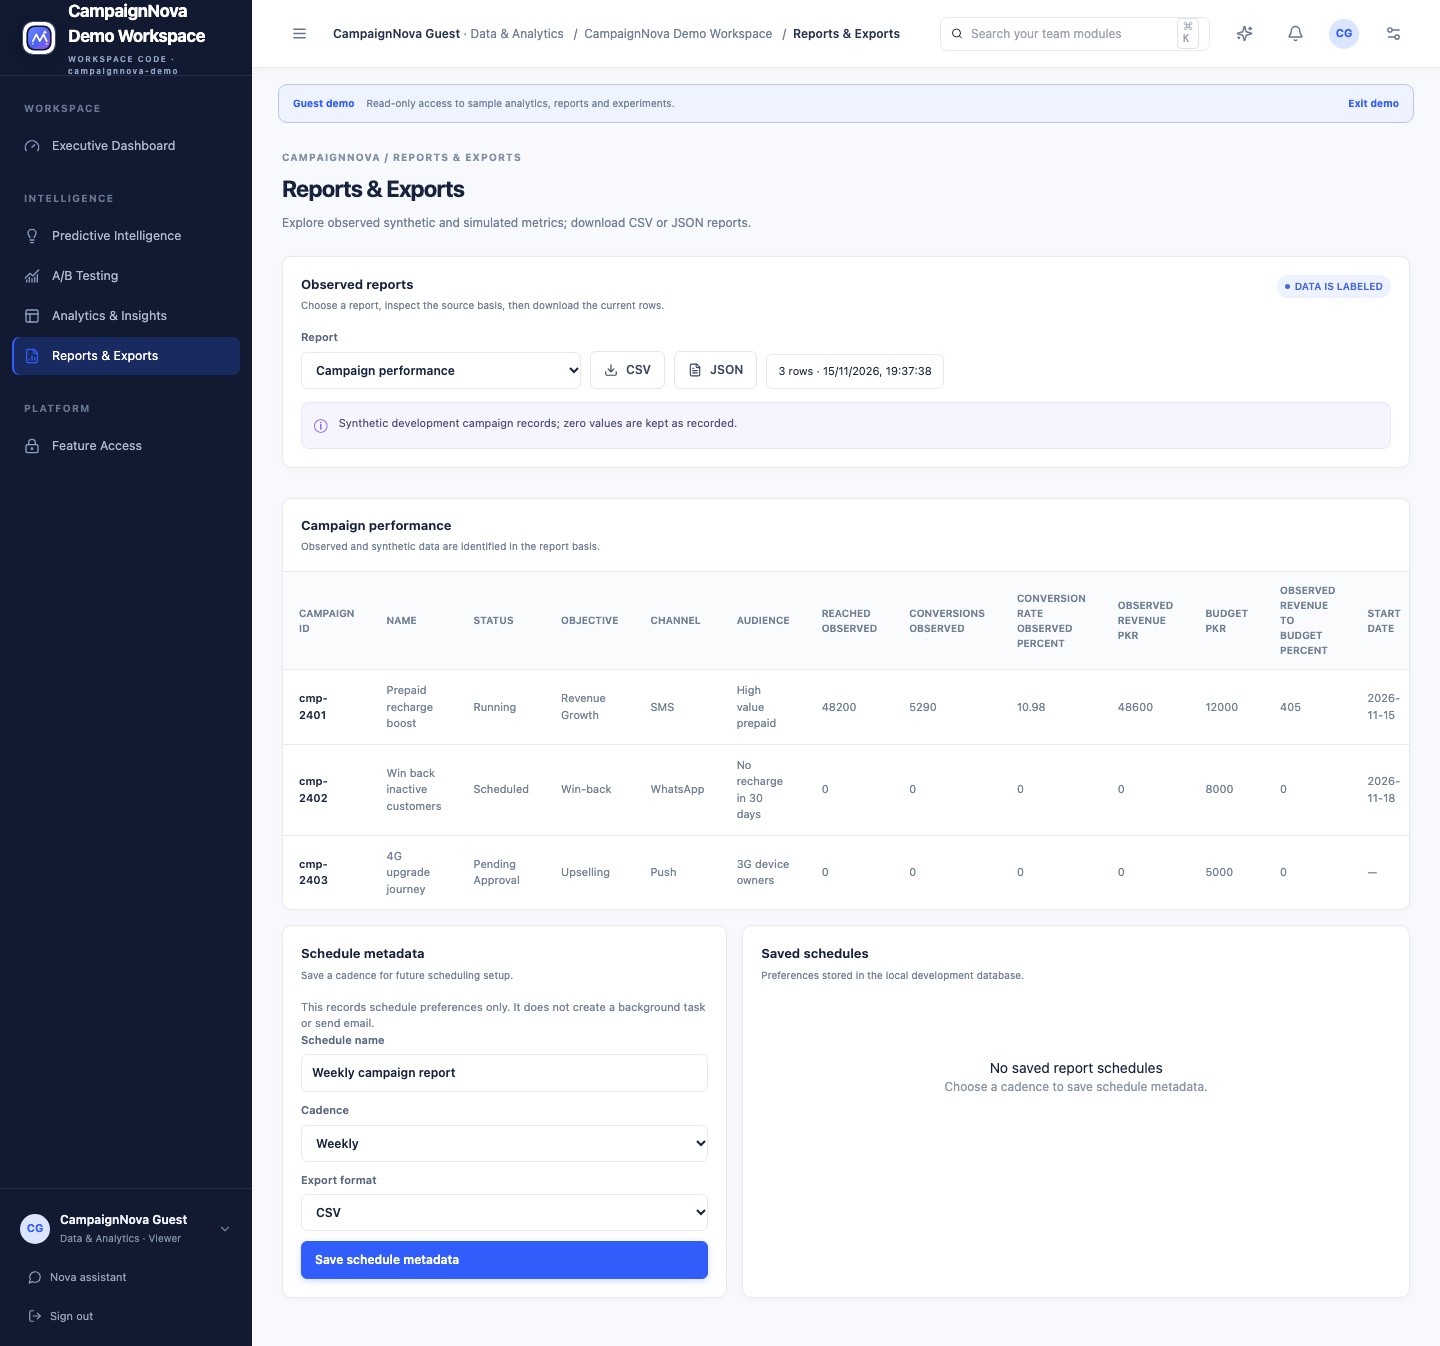 CampaignNova
Demo Workspace
WORKSPACE CODE ·
campaignnova-demo
WORKSPACE
Executive Dashboard
INTELLIGENCE
Predictive Intelligence
A/B Testing
Analytics & Insights
Reports & Exports
PLATFORM
Feature Access
CG
CampaignNova Guest
Data & Analytics · Viewer
Nova assistant
Sign out
CampaignNova Guest · Data & Analytics / CampaignNova Demo Workspace / Reports & Exports
Search your team modules
⌘
K
CG
Guest demo Read-only access to sample analytics, reports and experiments. Exit demo
CAMPAIGNNOVA / REPORTS & EXPORTS
Reports & Exports
Explore observed synthetic and simulated metrics; download CSV or JSON reports.
Observed reports
DATA IS LABELED
Choose a report, inspect the source basis, then download the current rows.
Report
Campaign performance
CSV
JSON
3 rows · 15/11/2026, 19:37:38
Synthetic development campaign records; zero values are kept as recorded.
Campaign performance
Observed and synthetic data are identified in the report basis.
CAMPAIGN
ID
NAME
STATUS
OBJECTIVE
CHANNEL
AUDIENCE
REACHED
OBSERVED
CONVERSIONS
OBSERVED
CONVERSION
RATE
OBSERVED
PERCENT
OBSERVED
REVENUE
PKR
BUDGET
PKR
OBSERVED
REVENUE
TO
BUDGET
PERCENT
START
DATE
cmp-
2401
Prepaid
recharge
boost
Running
Revenue
Growth
SMS
High
value
prepaid
48200
5290
10.98
48600
12000
405
2026-
11-15
cmp-
2402
Win back
inactive
customers
Scheduled
Win-back
WhatsApp
No
recharge
in 30
days
0
0
0
0
8000
0
2026-
11-18
cmp-
2403
4G
upgrade
journey
Pending
Approval
Upselling
Push
3G device
owners
0
0
0
0
5000
0
—
Schedule metadata
Save a cadence for future scheduling setup.
This records schedule preferences only. It does not create a background task
or send email.
Schedule name
Weekly campaign report
Cadence
Weekly
Export format
CSV
Save schedule metadata
Saved schedules
Preferences stored in the local development database.
No saved report schedules
Choose a cadence to save schedule metadata.